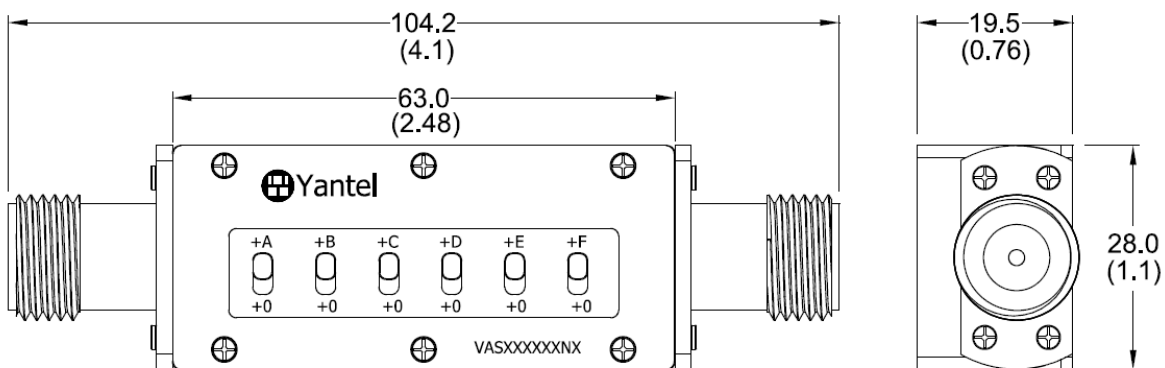 104.2
(4.1)
19.5
(0.76)
63.0
(2.48)
Yantel
+A +B +C +D +E +F
+0 +0 +0 +0 +0 +0
28.0
(1.1)
VASXXXXXXNX